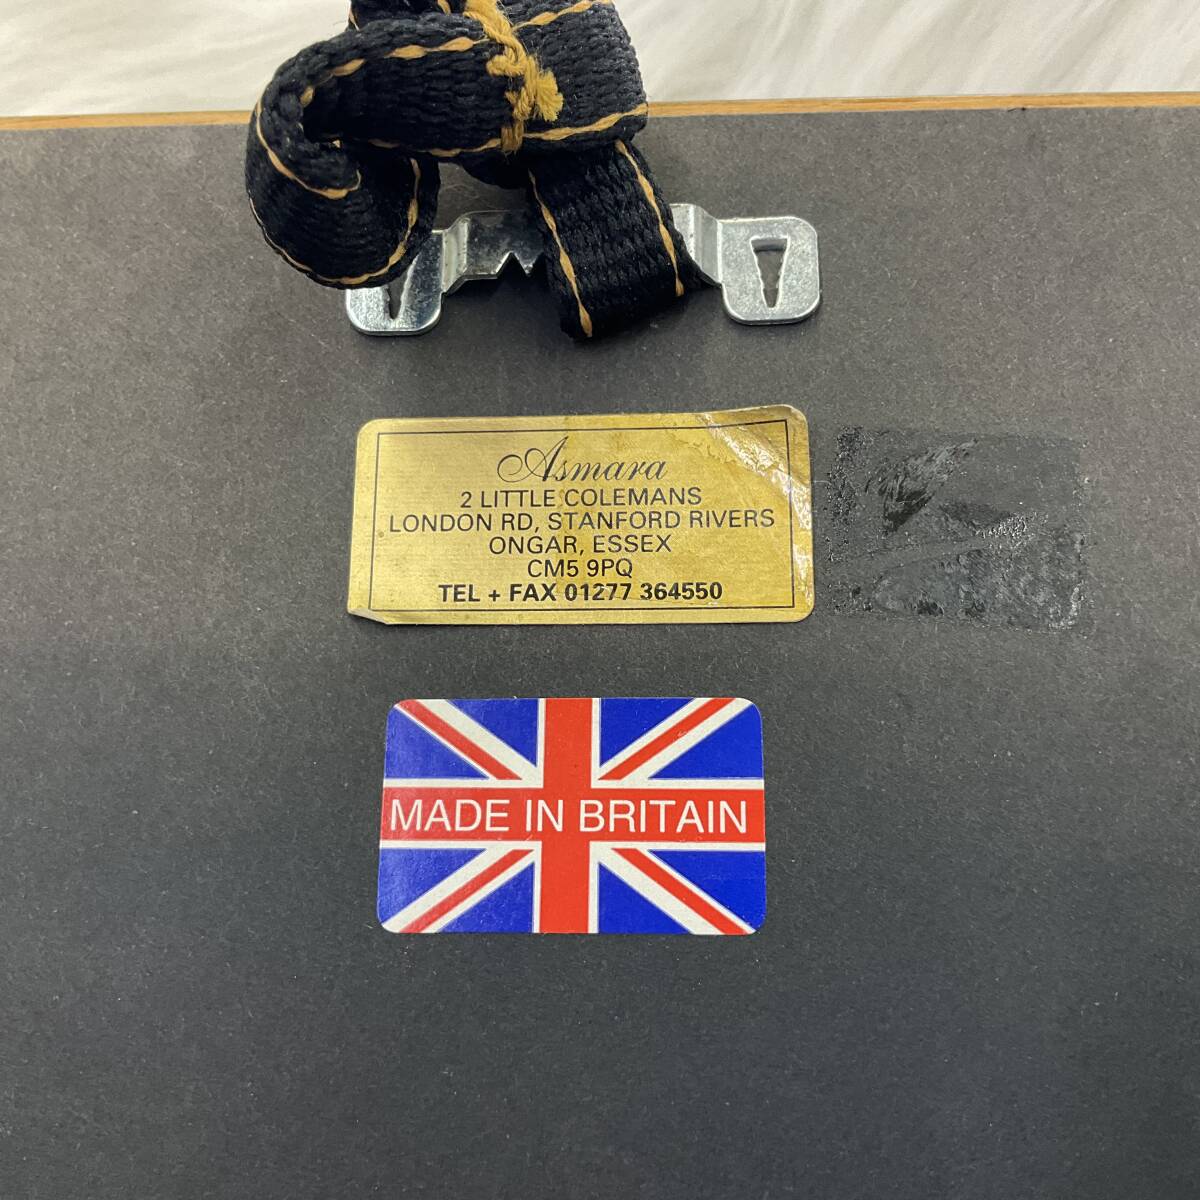 Asmara
2 LITTLE COLEMANS
LONDON RD, STANFORD RIVERS
ONGAR, ESSEX
CM5 9PQ
TEL + FAX 01277 364550
MADE IN BRITAIN